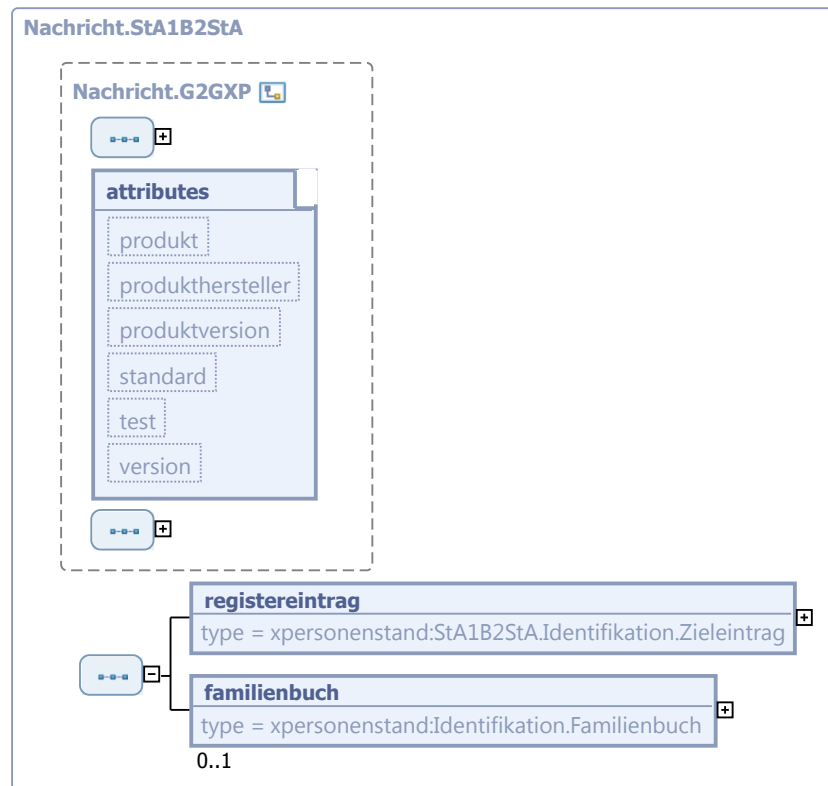 Nachricht.StA1B2StA
Nachricht.G2GXP
attributes
produkt
produkthersteller
produktversion
standard
test
version
registereintrag
type = xpersonenstand:StA1B2StA.Identifikation.Zieleintrag
familienbuch
type = xpersonenstand:Identifikation.Familienbuch
0..1